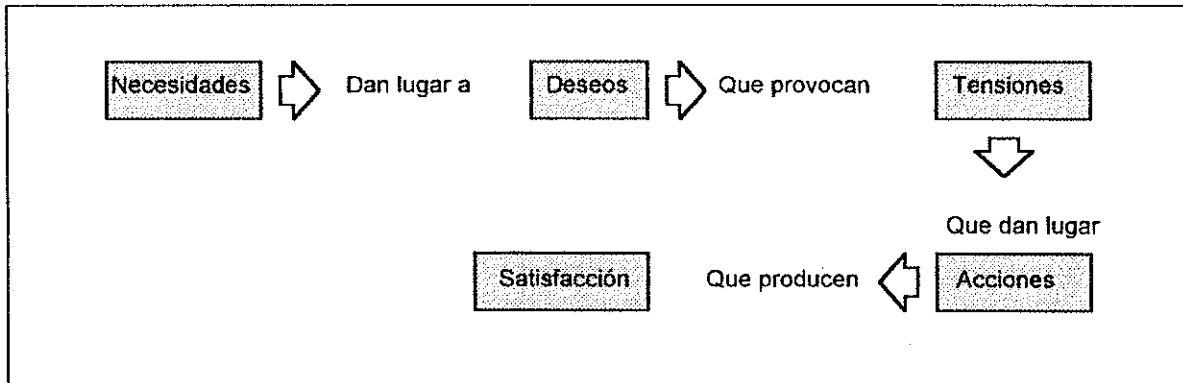 Necesidades
Dan lugar a
Deseos
Que provocan
Tensiones
Que dan lugar
Acciones
Que producen
Satisfacción